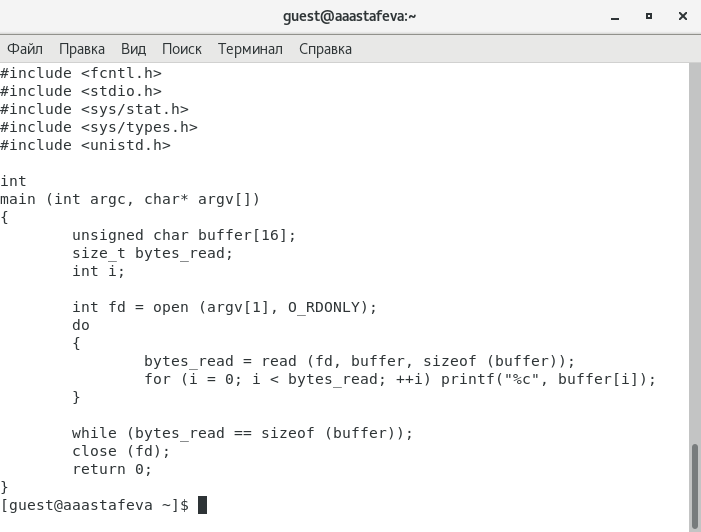 guest@aaastafeva:~
Файл Правка Вид Поиск Терминал Справка
#include <fcntl.h>
#include <stdio.h>
#include <sys/stat.h>
#include <sys/types.h>
#include <unistd.h>

int
main (int argc, char* argv[])
{
        unsigned char buffer[16];
        size_t bytes_read;
        int i;

        int fd = open (argv[1], O_RDONLY);
        do
        {
                bytes_read = read (fd, buffer, sizeof (buffer));
                for (i = 0; i < bytes_read; ++i) printf("%c", buffer[i]);
        }

        while (bytes_read == sizeof (buffer));
        close (fd);
        return 0;
}
[guest@aaastafeva ~]$